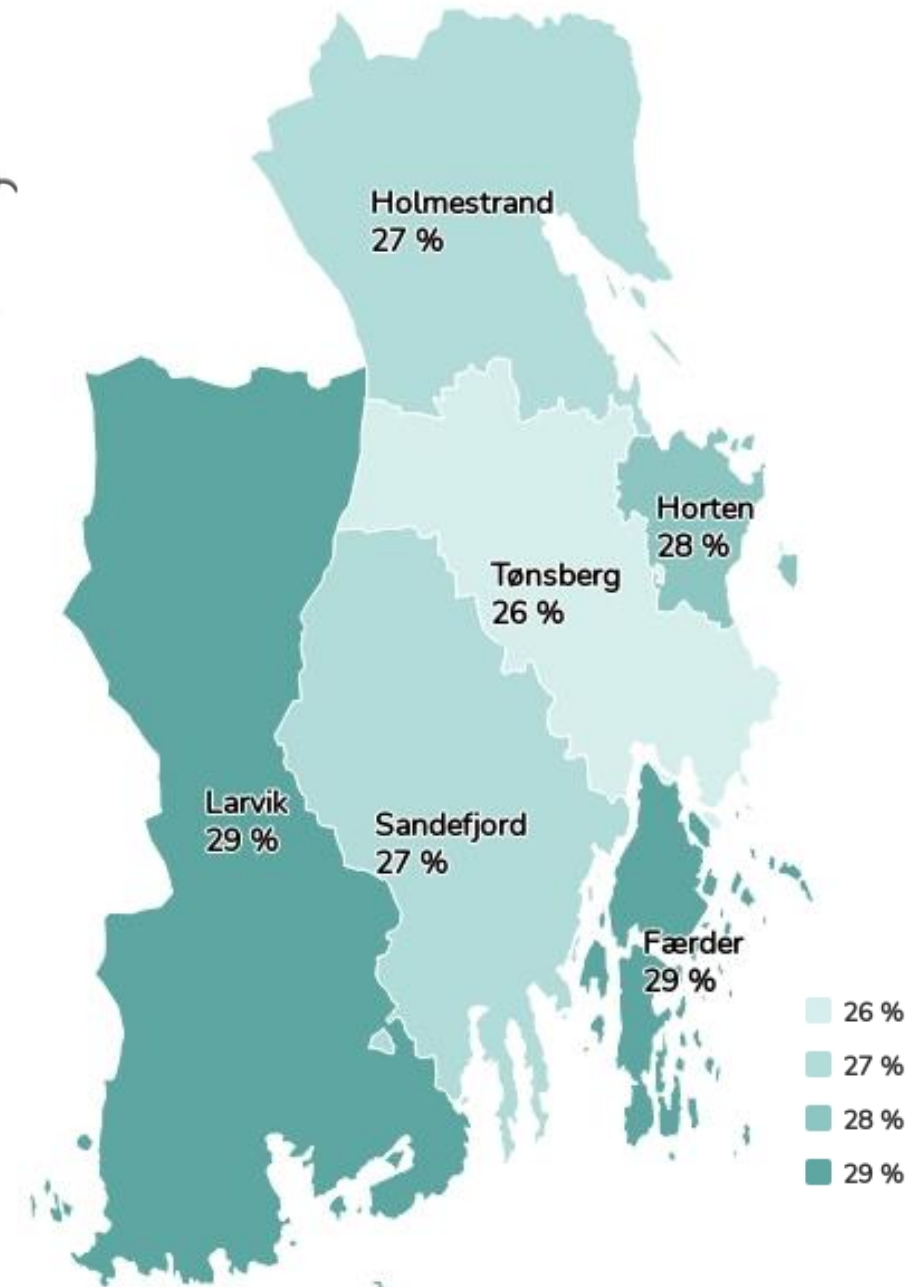 Holmestrand
27 %
Horten
28 %
Tønsberg
26 %
Larvik
29 %
Sandefjord
27 %
Færder
29 %
26 %
27 %
28 %
29 %